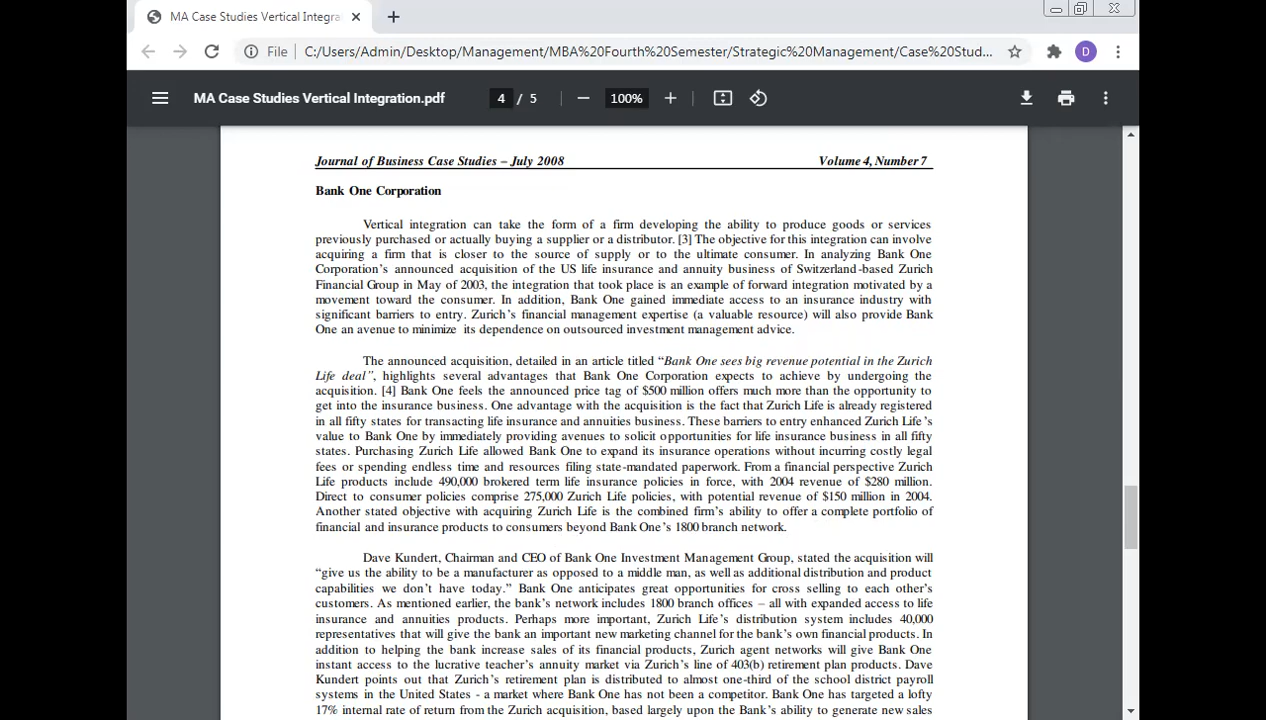 MA Case Studies Vertical Integra
File C:/Users/Admin/Desktop/Management/MBA%20Fourth%20Semester/Strategic%20Management/Case%20Stud... D
MA Case Studies Vertical Integration.pdf 4 / 5 100%
Journal of Business Case Studies – July 2008 Volume 4, Number 7
Bank One Corporation
Vertical integration can take the form of a firm developing the ability to produce goods or services
previously purchased or actually buying a supplier or a distributor. [3] The objective for this integration can involve
acquiring a firm that is closer to the source of supply or to the ultimate consumer. In analyzing Bank One
Corporation's announced acquisition of the US life insurance and annuity business of Switzerland-based Zurich
Financial Group in May of 2003, the integration that took place is an example of forward integration motivated by a
movement toward the consumer. In addition, Bank One gained immediate access to an insurance industry with
significant barriers to entry. Zurich's financial management expertise (a valuable resource) will also provide Bank
One an avenue to minimize its dependence on outsourced investment management advice.
The announced acquisition, detailed in an article titled “Bank One sees big revenue potential in the Zurich
Life deal”, highlights several advantages that Bank One Corporation expects to achieve by undergoing the
acquisition. [4] Bank One feels the announced price tag of $500 million offers much more than the opportunity to
get into the insurance business. One advantage with the acquisition is the fact that Zurich Life is already registered
in all fifty states for transacting life insurance and annuities business. These barriers to entry enhanced Zurich Life's
value to Bank One by immediately providing avenues to solicit opportunities for life insurance business in all fifty
states. Purchasing Zurich Life allowed Bank One to expand its insurance operations without incurring costly legal
fees or spending endless time and resources filing state-mandated paperwork. From a financial perspective Zurich
Life products include 490,000 brokered term life insurance policies in force, with 2004 revenue of $280 million.
Direct to consumer policies comprise 275,000 Zurich Life policies, with potential revenue of $150 million in 2004.
Another stated objective with acquiring Zurich Life is the combined firm's ability to offer a complete portfolio of
financial and insurance products to consumers beyond Bank One's 1800 branch network.
Dave Kundert, Chairman and CEO of Bank One Investment Management Group, stated the acquisition will
“give us the ability to be a manufacturer as opposed to a middle man, as well as additional distribution and product
capabilities we don't have today.” Bank One anticipates great opportunities for cross selling to each other's
customers. As mentioned earlier, the bank's network includes 1800 branch offices – all with expanded access to life
insurance and annuities products. Perhaps more important, Zurich Life's distribution system includes 40,000
representatives that will give the bank an important new marketing channel for the bank's own financial products. In
addition to helping the bank increase sales of its financial products, Zurich agent networks will give Bank One
instant access to the lucrative teacher's annuity market via Zurich's line of 403(b) retirement plan products. Dave
Kundert points out that Zurich's retirement plan is distributed to almost one-third of the school district payroll
systems in the United States - a market where Bank One has not been a competitor. Bank One has targeted a lofty
17% internal rate of return from the Zurich acquisition, based largely upon the Bank's ability to generate new sales